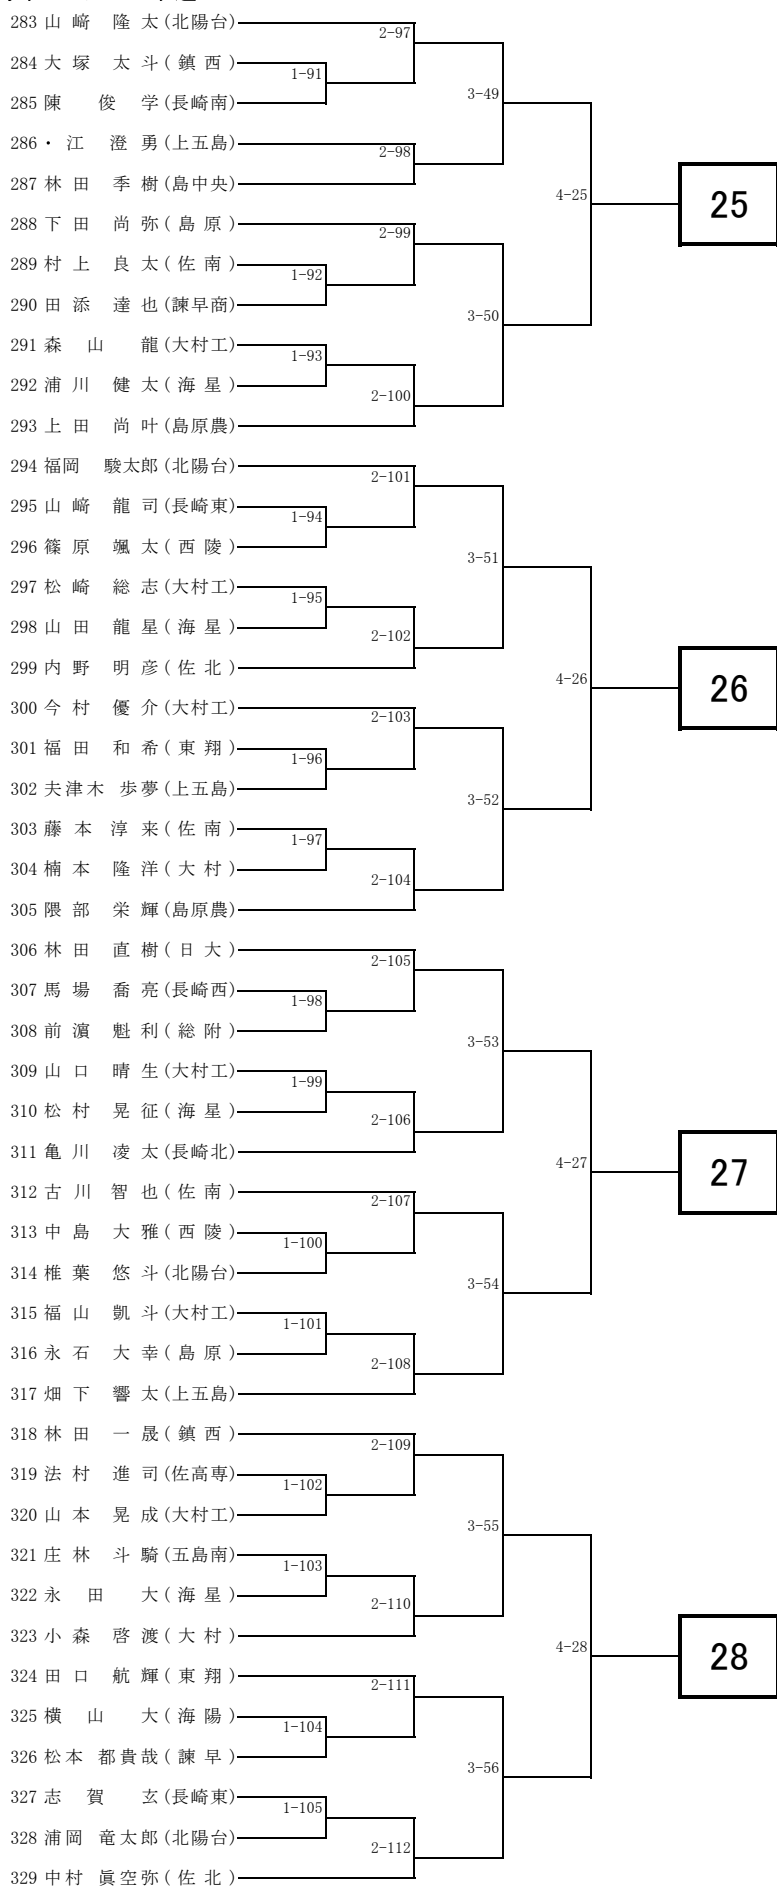 283 山﨑 隆太(北陽台)
2-97
284 大塚 太斗(鎮西)
1-91
285 陳 俊学(長崎南)
3-49
286 ・江 澄勇(上五島)
2-98
287 林田 季樹(島中央)
4-25
25
288 下田 尚弥(島原)
2-99
289 村上 良太(佐南)
1-92
290 田添 達也(諫早商)
3-50
291 森山 龍(大村工)
1-93
292 浦川 健太(海星)
2-100
293 上田 尚叶(島原農)
294 福岡 駿太郎(北陽台)
2-101
295 山﨑 龍司(長崎東)
1-94
296 篠原 颯太(西陵)
3-51
297 松崎 総志(大村工)
1-95
298 山田 龍星(海星)
2-102
299 内野 明彦(佐北)
4-26
26
300 今村 優介(大村工)
2-103
301 福田 和希(東翔)
1-96
302 夫津木 歩夢(上五島)
3-52
303 藤本 淳来(佐南)
1-97
304 楠本 隆洋(大村)
2-104
305 隈部 栄輝(島原農)
306 林田 直樹(日大)
2-105
307 馬場 喬亮(長崎西)
1-98
308 前濵 魁利(総附)
3-53
309 山口 晴生(大村工)
1-99
310 松村 晃征(海星)
2-106
311 亀川 凌太(長崎北)
4-27
27
312 古川 智也(佐南)
2-107
313 中島 大雅(西陵)
1-100
314 椎葉 悠斗(北陽台)
3-54
315 福山 凱斗(大村工)
1-101
316 永石 大幸(島原)
2-108
317 畑下 響太(上五島)
318 林田 一晟(鎮西)
2-109
319 法村 進司(佐高専)
1-102
320 山本 晃成(大村工)
3-55
321 庄林 斗騎(五島南)
1-103
322 永田 大(海星)
2-110
323 小森 啓渡(大村)
4-28
28
324 田口 航輝(東翔)
2-111
325 横山 大(海陽)
1-104
326 松本 都貴哉(諫早)
3-56
327 志賀 玄(長崎東)
1-105
328 浦岡 竜太郎(北陽台)
2-112
329 中村 眞空弥(佐北)